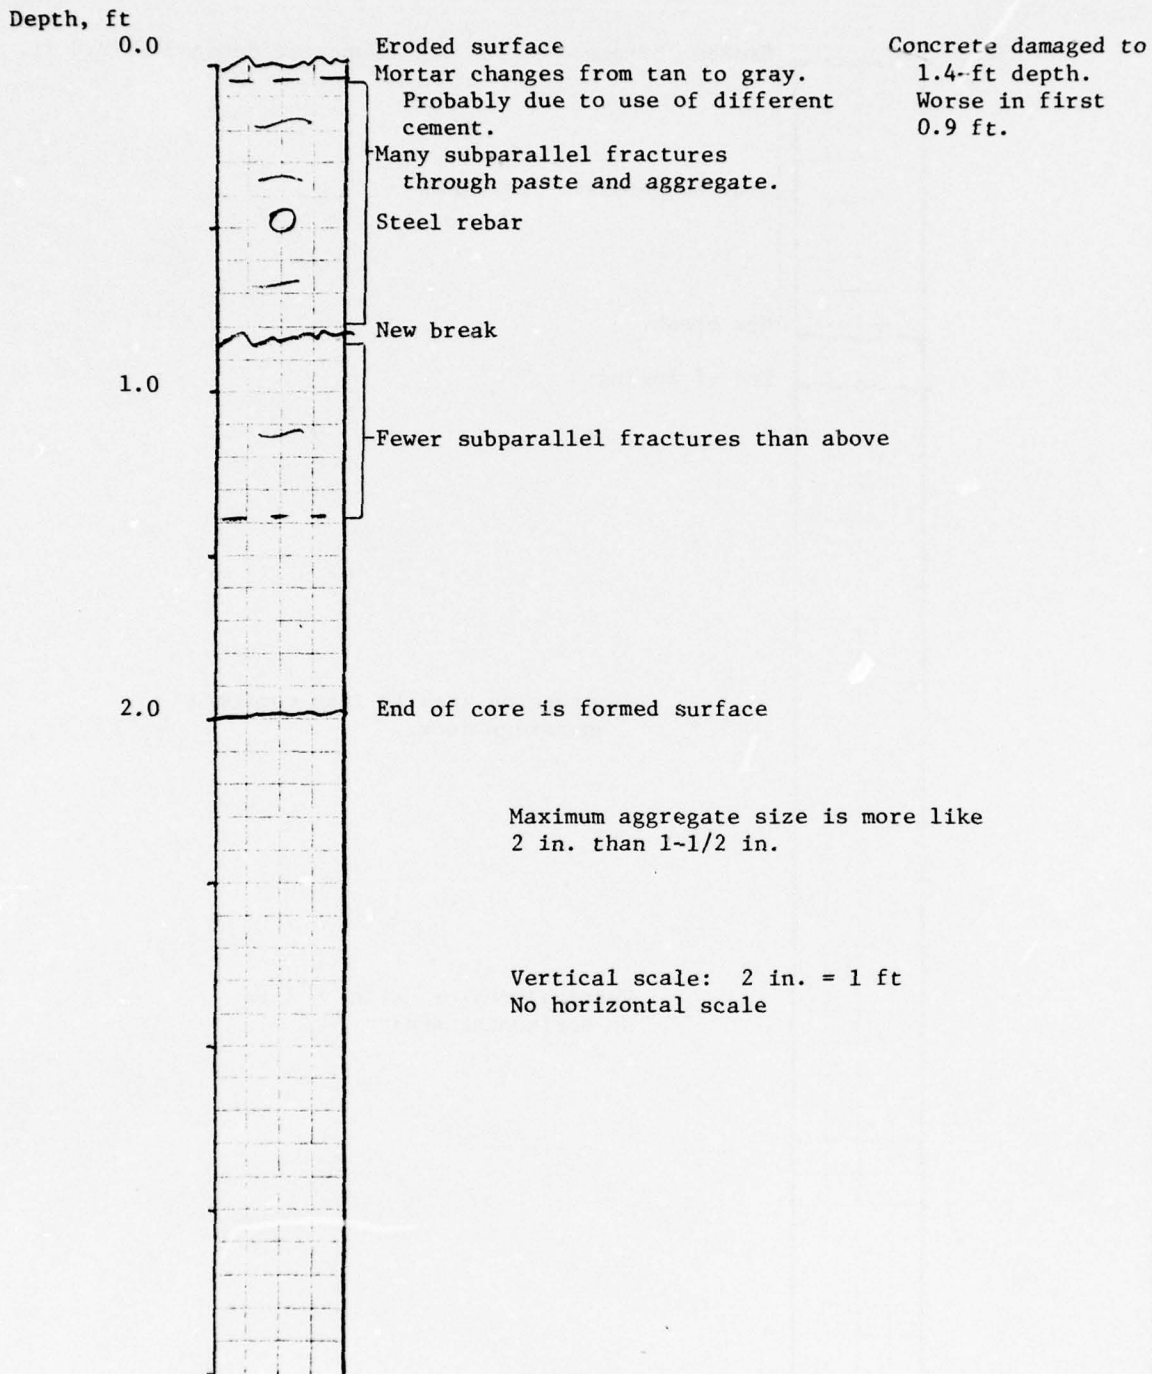 Depth, ft
0.0
Eroded surface
Mortar changes from tan to gray.
Probably due to use of different
cement.
Many subparallel fractures
through paste and aggregate.
Steel rebar
New break
1.0
Fewer subparallel fractures than above
2.0
End of core is formed surface
Concrete damaged to
1.4-ft depth.
Worse in first
0.9 ft.
Maximum aggregate size is more like
2 in. than 1-1/2 in.
Vertical scale: 2 in. = 1 ft
No horizontal scale